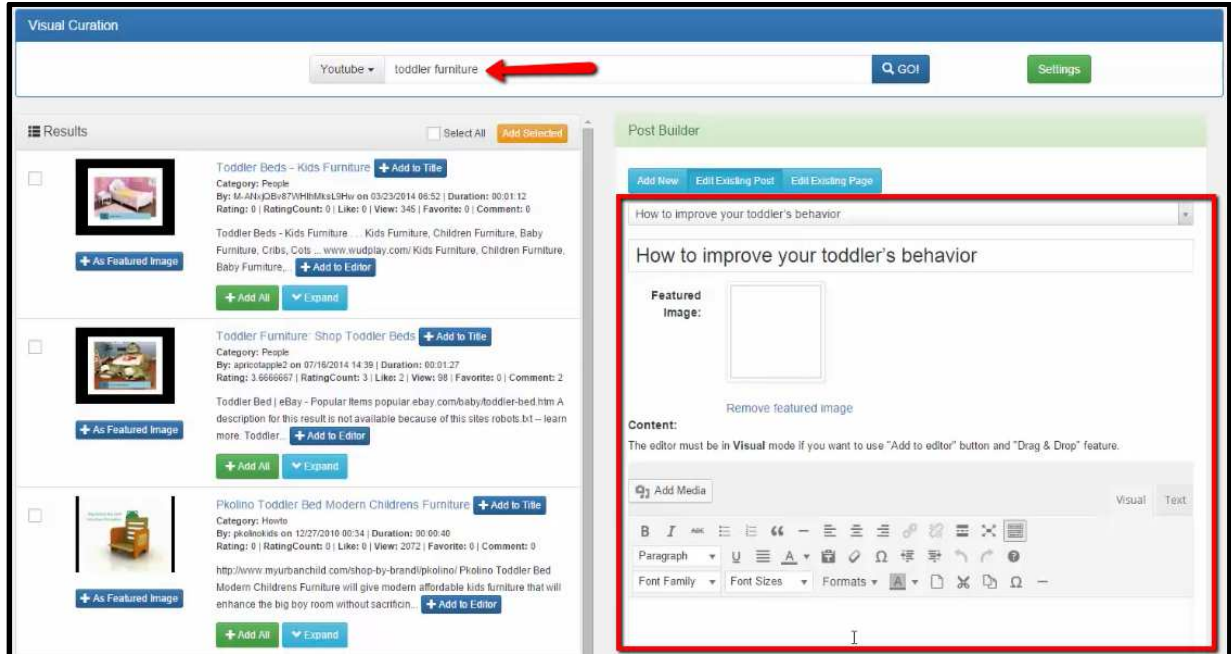 Visual Curation
Youtube
toddler furniture
GO!
Settings
Results
Select All
Add Selected
Toddler Beds - Kids Furniture + Add to Title
Category: People
on 03/23/2014 06:52 | Duration: 00:01:12
Rating: 0 | RatingCount: 0 | Like: 0 | View: 345 | Favorite: 0 | Comment: 0
Toddler Beds - Kids Furniture . . . Kids Furniture, Children Furniture, Baby
Furniture, Cribs, Cots ... www.wudplay.com/ Kids Furniture, Children Furniture,
Baby Furniture,... + Add to Editor
+ As Featured Image
+ Add All
Expand
Toddler Furniture: Shop Toddler Beds + Add to Title
Category: People
By: apricotapple2 on 07/16/2014 14:39 | Duration: 00:01:27
Rating: 3.6666667 | RatingCount: 3 | Like: 2 | View: 98 | Favorite: 0 | Comment: 2
Toddler Bed | eBay - Popular Items popular.ebay.com/baby/toddler-bed.htm A
description for this result is not available because of this sites robots.txt -- learn
more. Toddler... + Add to Editor
+ As Featured Image
+ Add All
Expand
Pkolino Toddler Bed Modern Childrens Furniture + Add to Title
Category: Howto
By: pkolinokids on 12/27/2010 00:34 | Duration: 00:00:40
Rating: 0 | RatingCount: 0 | Like: 0 | View: 2072 | Favorite: 0 | Comment: 0
http://www.myurbanchild.com/shop-by-brand/pkolino/ Pkolino Toddler Bed
Modern Childrens Furniture will give modern affordable kids furniture that will
enhance the big boy room without sacrificin... + Add to Editor
+ As Featured Image
+ Add All
Expand
Post Builder
Add New
Edit Existing Post
Edit Existing Page
How to improve your toddler's behavior
How to improve your toddler's behavior
Featured
Image:
Remove featured image
Content:
The editor must be in Visual mode if you want to use "Add to editor" button and "Drag & Drop" feature.
Add Media
Visual
Text
B I ABC
Paragraph U A Ω
Font Family Font Sizes Formats A Ω